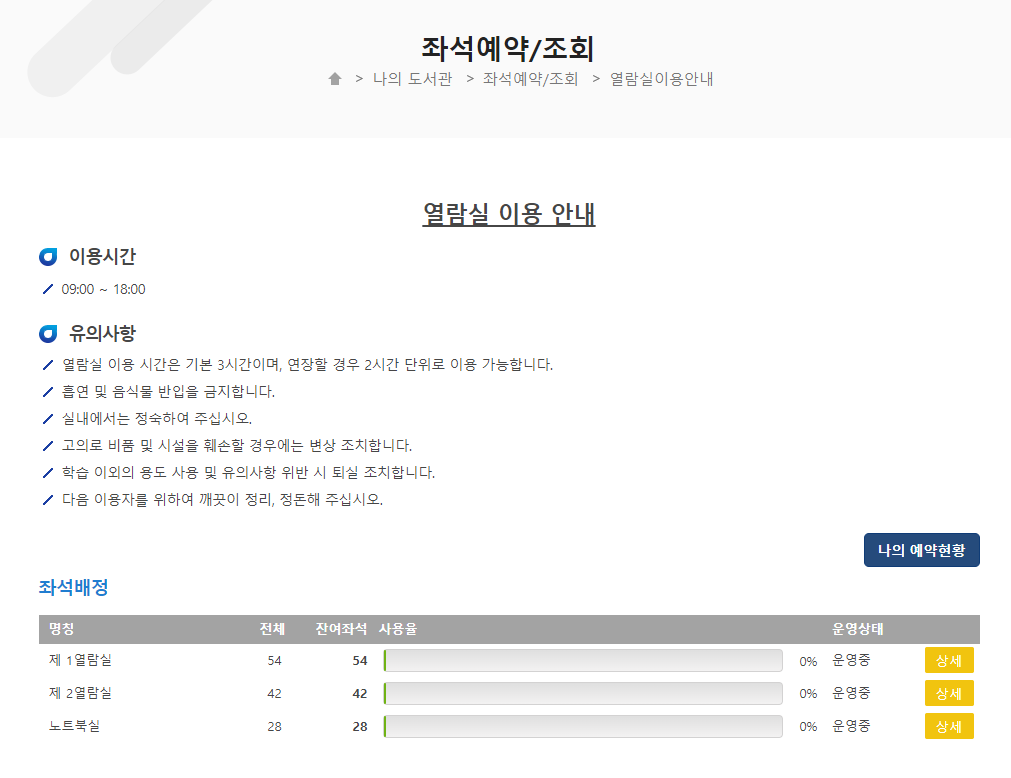 좌석예약/조회
> 나의 도서관 > 좌석예약/조회 > 열람실이용안내
열람실 이용 안내
이용시간
09:00 ~ 18:00
유의사항
열람실 이용 시간은 기본 3시간이며, 연장할 경우 2시간 단위로 이용 가능합니다.
흡연 및 음식물 반입을 금지합니다.
실내에서는 정숙하여 주십시오.
고의로 비품 및 시설을 훼손할 경우에는 변상 조치합니다.
학습 이외의 용도 사용 및 유의사항 위반 시 퇴실 조치합니다.
다음 이용자를 위하여 깨끗이 정리, 정돈해 주십시오.
나의 예약현황
좌석배정
명칭 전체 잔여좌석 사용율 운영상태
제 1열람실 54 54 0% 운영중 상세
제 2열람실 42 42 0% 운영중 상세
노트북실 28 28 0% 운영중 상세